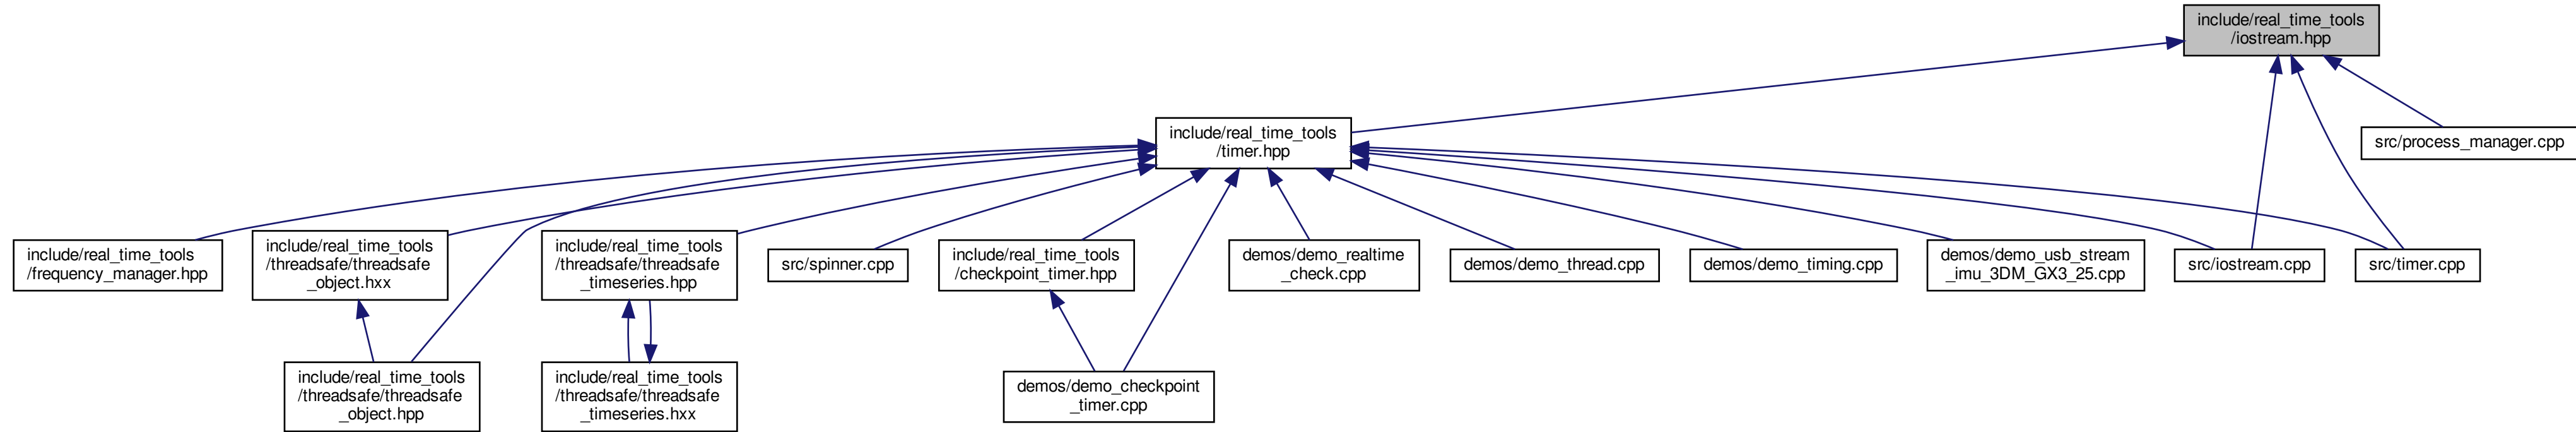 include/real_time_tools
/iostream.hpp
include/real_time_tools
/timer.hpp
src/process_manager.cpp
include/real_time_tools
/frequency_manager.hpp
include/real_time_tools
/threadsafe/threadsafe
_object.hxx
include/real_time_tools
/threadsafe/threadsafe
_timeseries.hpp
src/spinner.cpp
include/real_time_tools
/checkpoint_timer.hpp
demos/demo_realtime
_check.cpp
demos/demo_thread.cpp
demos/demo_timing.cpp
demos/demo_usb_stream
_imu_3DM_GX3_25.cpp
src/iostream.cpp
src/timer.cpp
include/real_time_tools
/threadsafe/threadsafe
_object.hpp
include/real_time_tools
/threadsafe/threadsafe
_timeseries.hxx
demos/demo_checkpoint
_timer.cpp